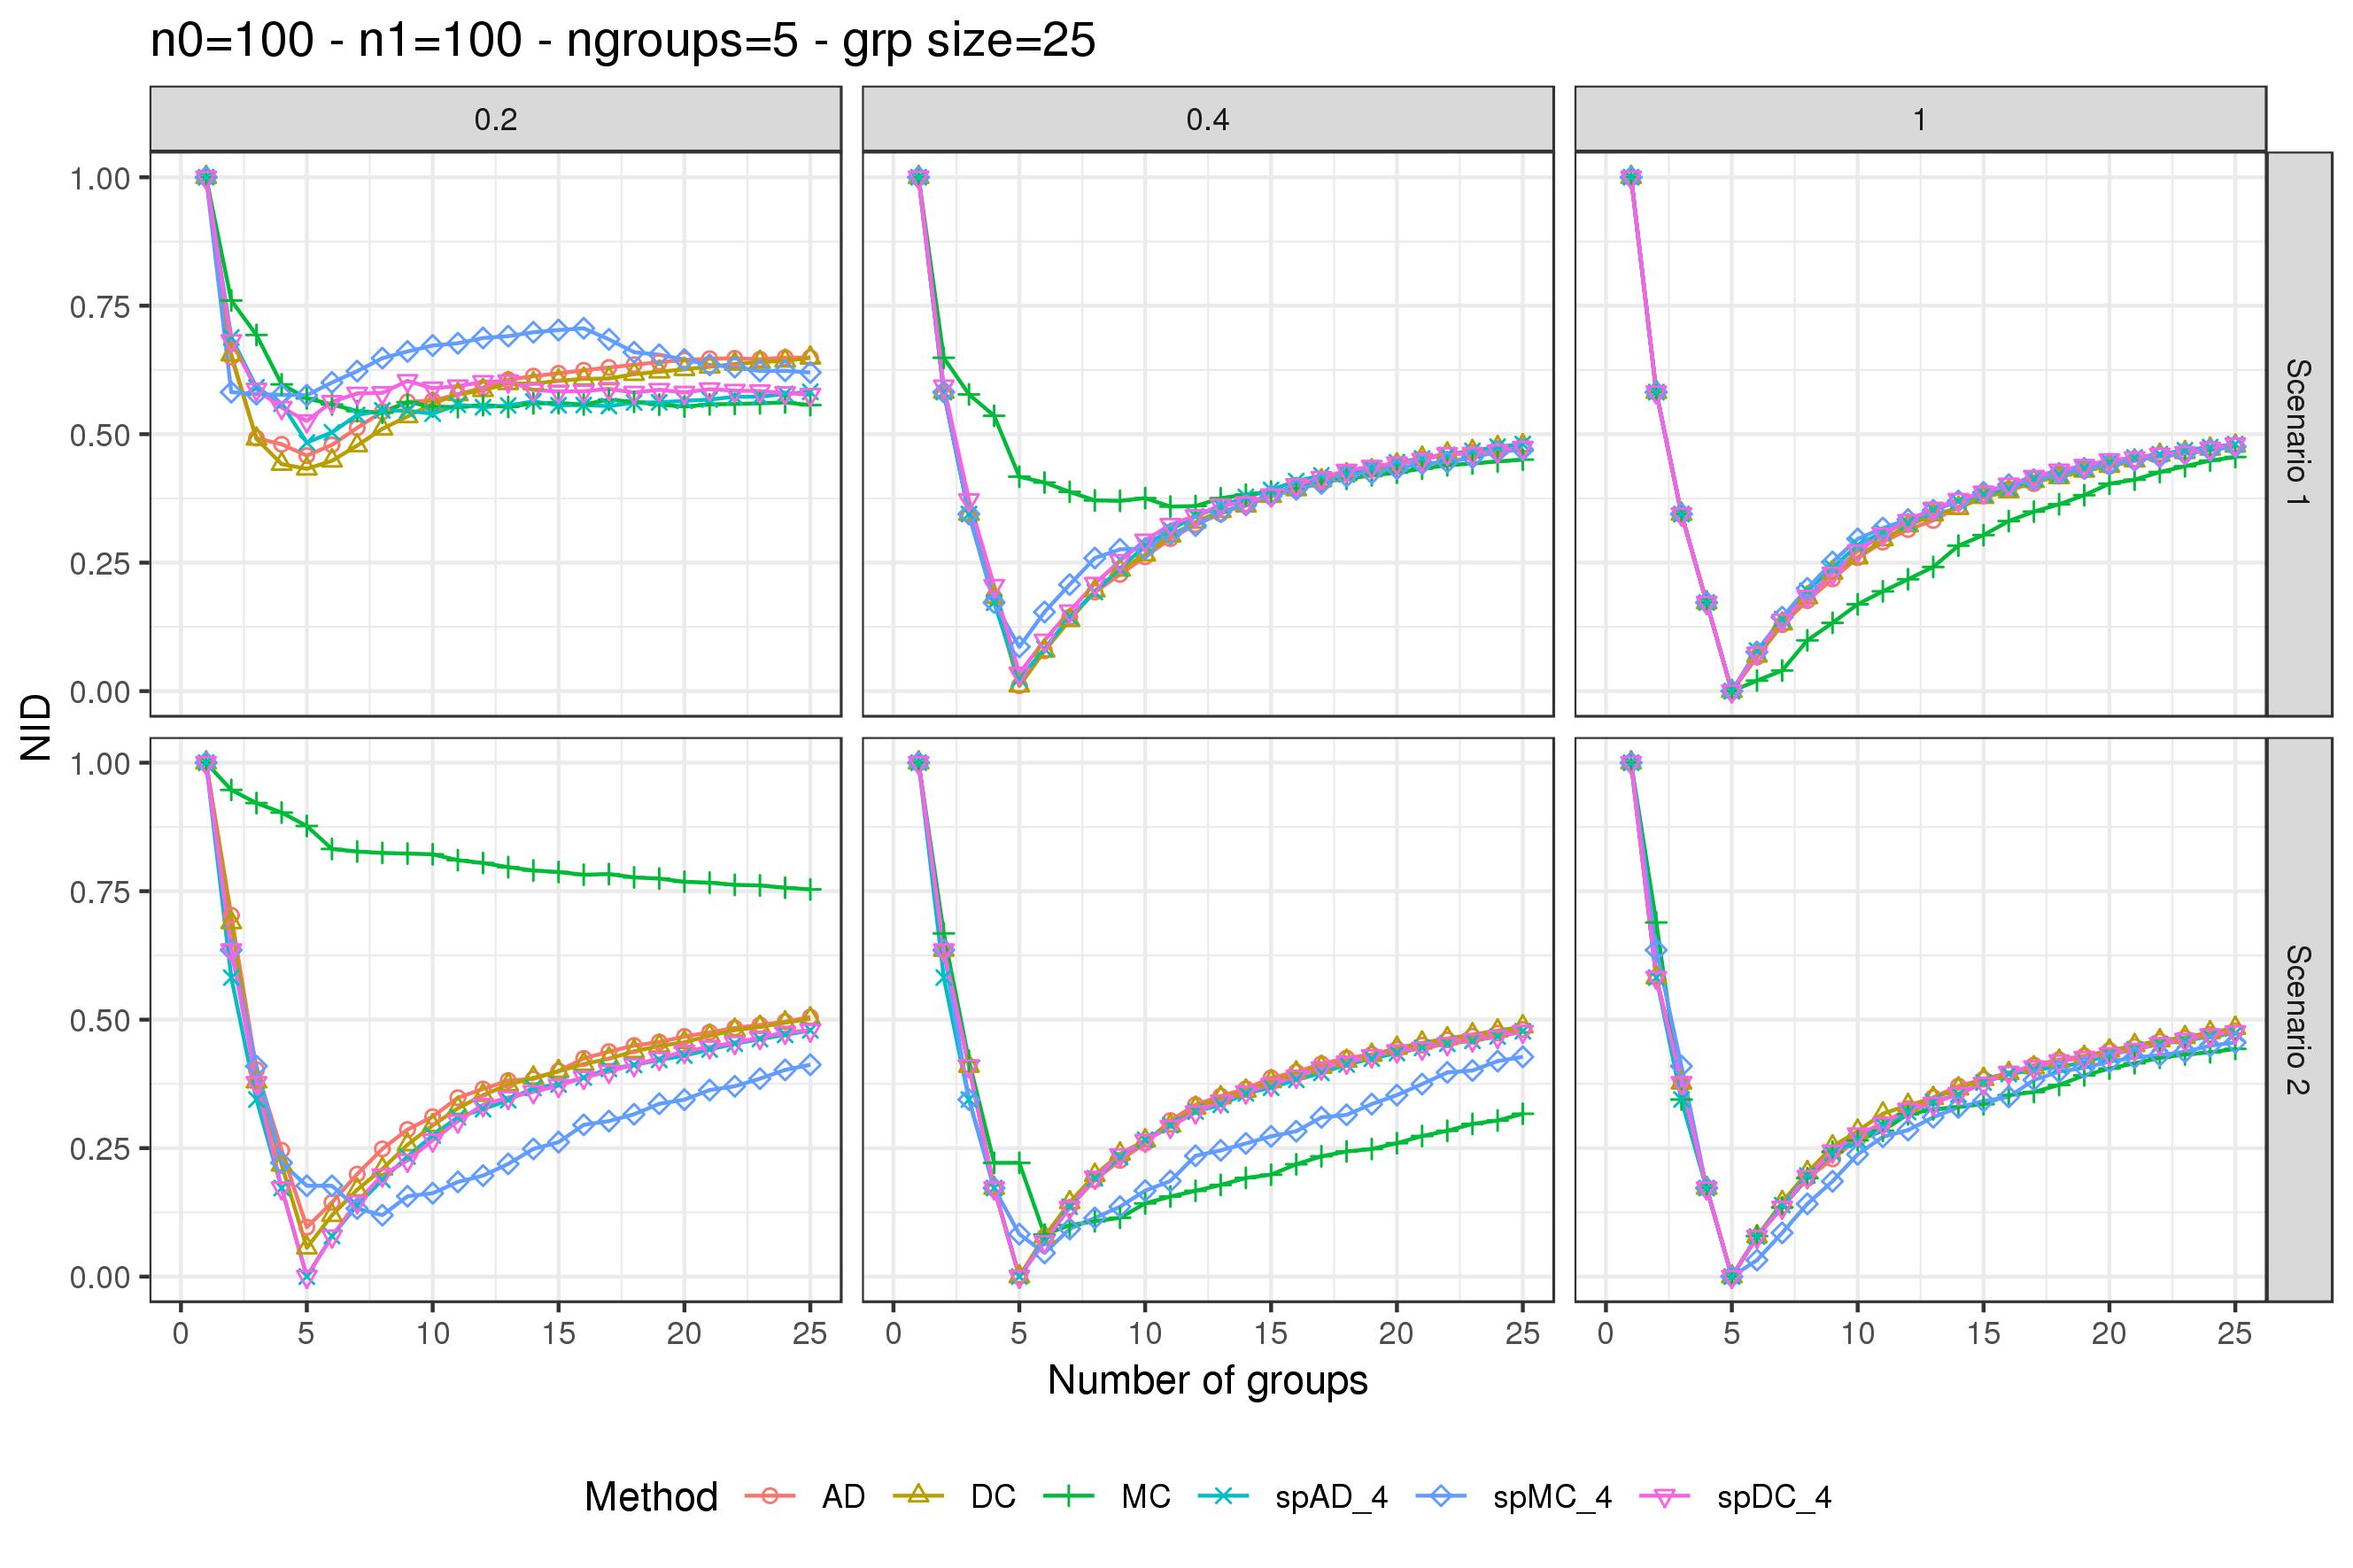 n0=100 - n1=100 - ngroups=5 - grp size=25
0.2 0.4 1
1.00
0.75
0.50
0.25
0.00
Scenario 1
NID
1.00
0.75
0.50
0.25
0.00
Scenario 2
0 5 10 15 20 25 0 5 10 15 20 25 0 5 10 15 20 25
Number of groups
Method AD DC MC spAD_4 spMC_4 spDC_4